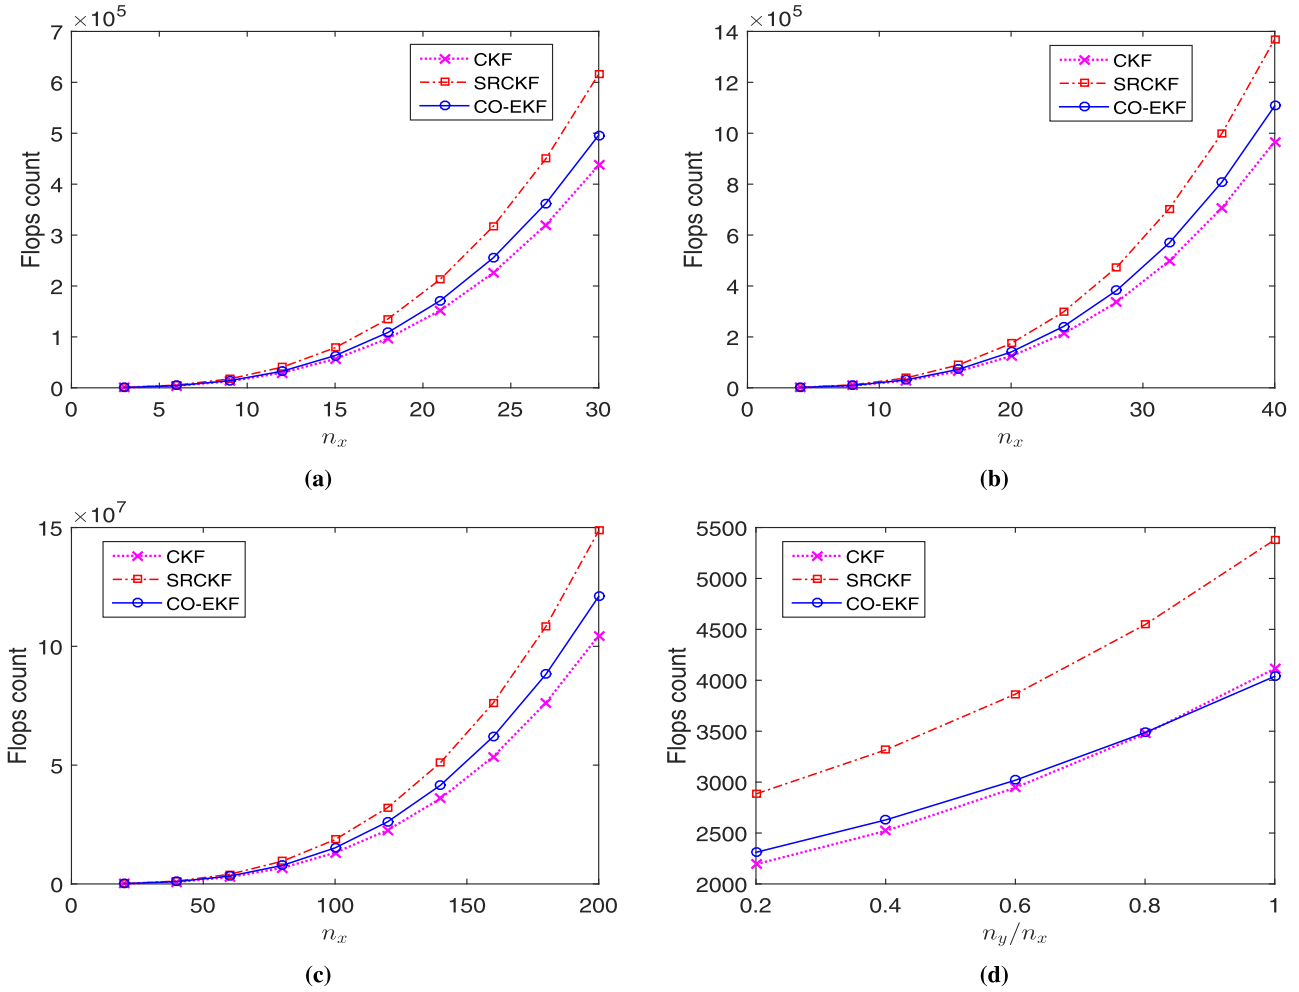 ×10^5
7
6
5
4
3
2
1
0
Flops count
CKF
SRCKF
CO-EKF
0 5 10 15 20 25 30
n_x
(a)
×10^5
14
12
10
8
6
4
2
0
Flops count
CKF
SRCKF
CO-EKF
0 10 20 30 40
n_x
(b)
×10^7
15
10
5
0
Flops count
CKF
SRCKF
CO-EKF
0 50 100 150 200
n_x
(c)
5500
5000
4500
4000
3500
3000
2500
2000
Flops count
CKF
SRCKF
CO-EKF
0.2 0.4 0.6 0.8 1
n_y/n_x
(d)